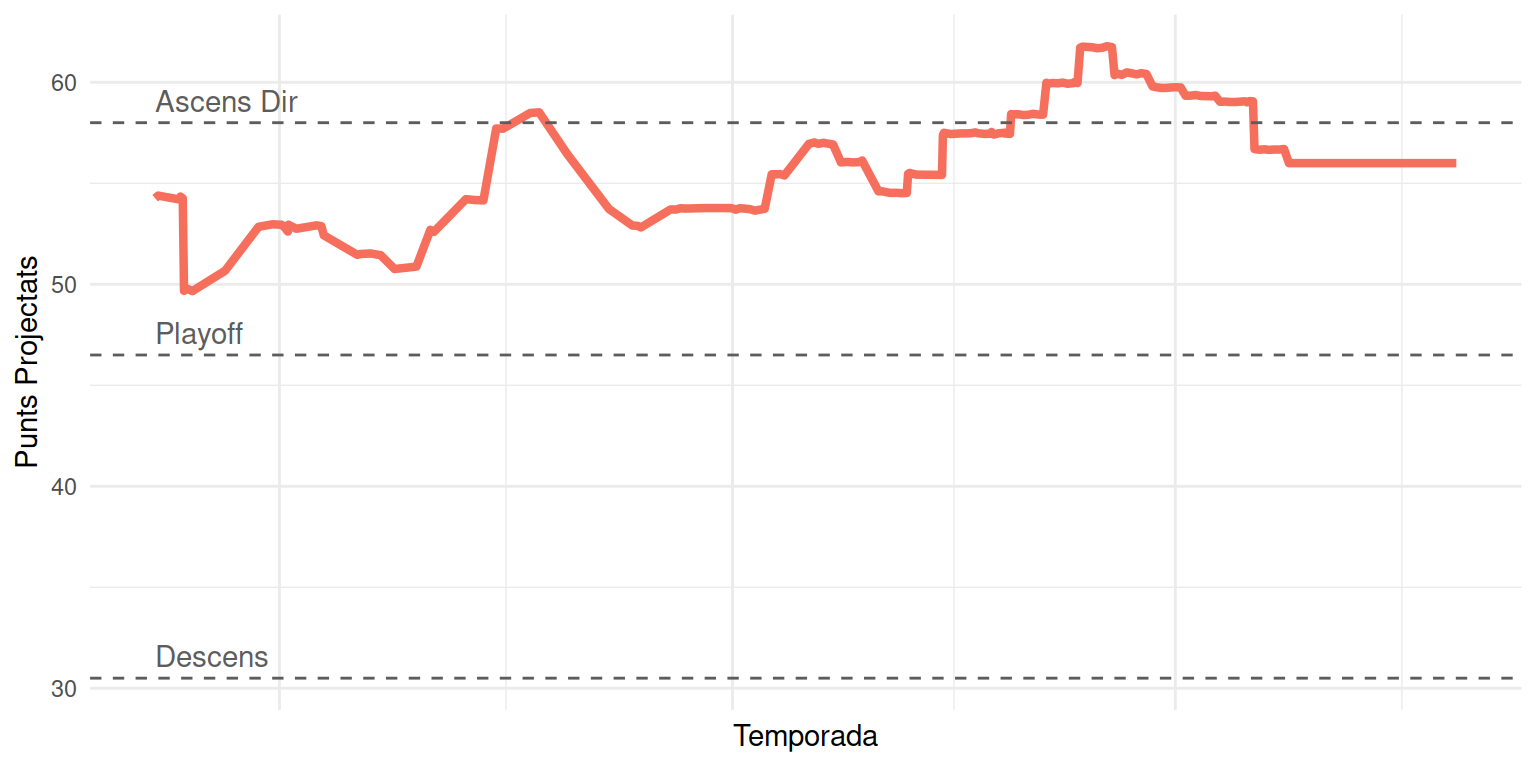 60
Ascens Dir
50
Playoff
40
Descens
30
Punts Projectats
Temporada